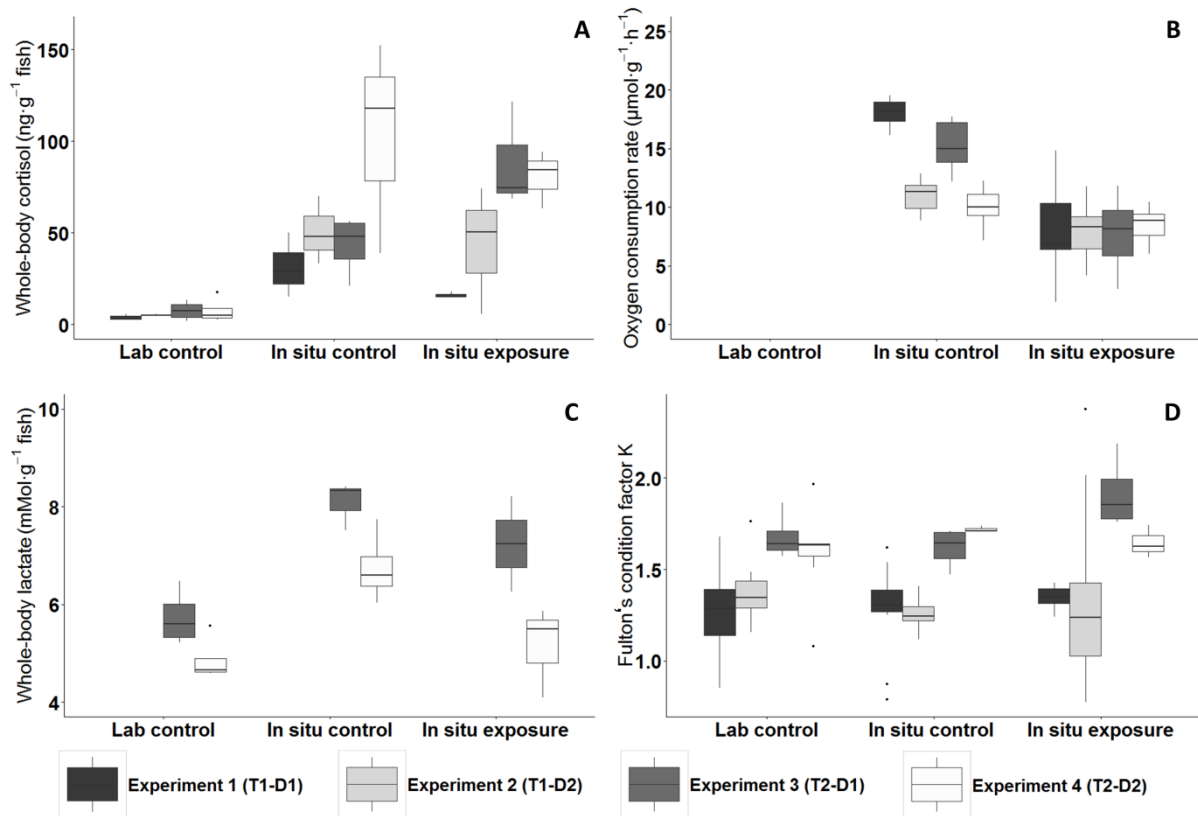 A
Whole-body cortisol (ng·g⁻¹ fish)
150
100
50
0
Lab control In situ control In situ exposure
B
Oxygen consumption rate (µmol·g⁻¹·h⁻¹)
25
20
15
10
5
0
Lab control In situ control In situ exposure
C
Whole-body lactate (mMol·g⁻¹ fish)
10
8
6
4
Lab control In situ control In situ exposure
D
Fulton‘s condition factor K
2.0
1.5
1.0
Lab control In situ control In situ exposure
Experiment 1 (T1-D1) Experiment 2 (T1-D2) Experiment 3 (T2-D1) Experiment 4 (T2-D2)